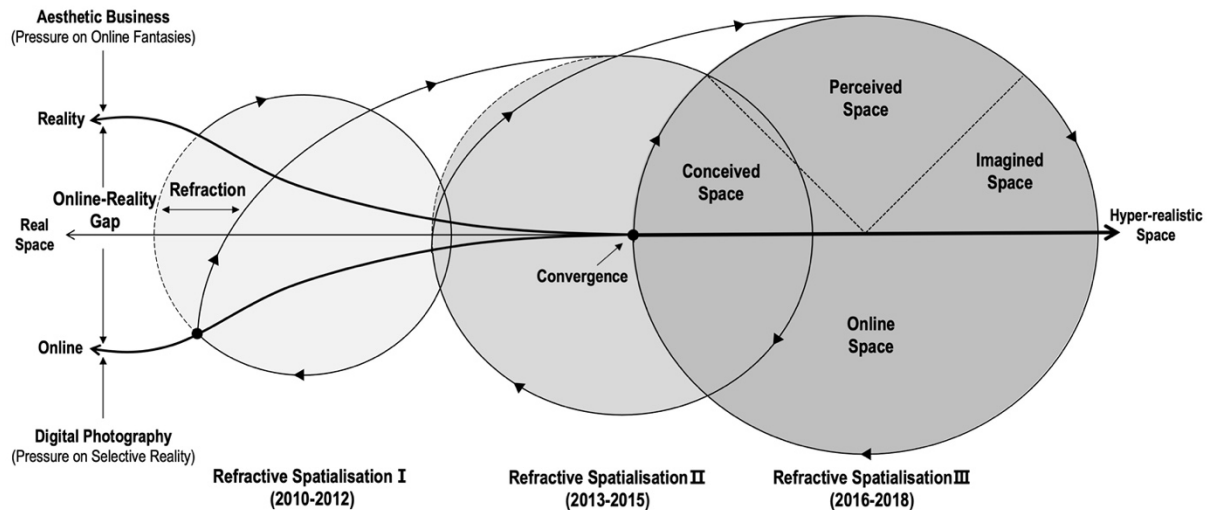 Aesthetic Business
(Pressure on Online Fantasies)
Reality
Refraction
Online-Reality
Gap
Real
Space
Online
Digital Photography
(Pressure on Selective Reality)
Convergence
Conceived
Space
Perceived
Space
Imagined
Space
Hyper-realistic
Space
Online
Space
Refractive Spatialisation Ⅰ
(2010-2012)
Refractive Spatialisation Ⅱ
(2013-2015)
Refractive Spatialisation Ⅲ
(2016-2018)